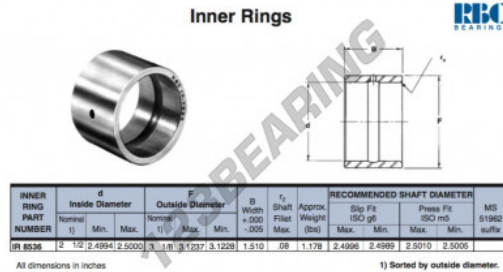 Inner Rings
RBC
BEARINGS
B
r₂
d
F
123BEARING
INNER RING PART NUMBER
d Inside Diameter
F Outside Diameter
B Width +.000 -.005
r₂ Shaft Fillet Max.
Approx. Weight (lbs)
RECOMMENDED SHAFT DIAMETER
MS 51962 suffix
Nominal 1) Min. Max.
Nominal 1) Max. Min.
Slip Fit ISO g6
Press Fit ISO m5
Max. Min. Max. Min.
IR 8536 2 1/2 2.4994 2.5000 3.1237 3.1228 1.510 .08 1.178 2.4996 2.4989 2.5010 2.5005
All dimensions in inches
1) Sorted by outside diameter.